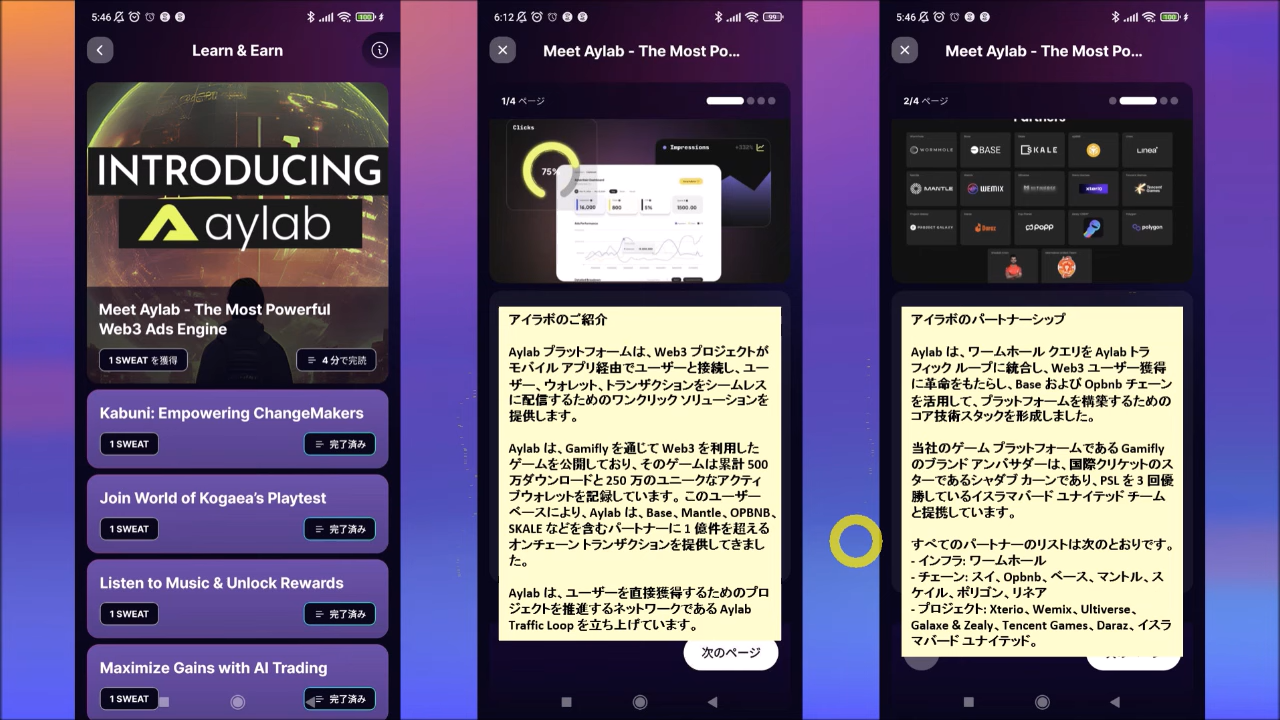 5:46
100
Learn & Earn
INTRODUCING
aylab
Meet Aylab - The Most Powerful
Web3 Ads Engine
1 SWEAT を獲得
4 分で完読
Kabuni: Empowering ChangeMakers
1 SWEAT
完了済み
Join World of Kogaea's Playtest
1 SWEAT
完了済み
Listen to Music & Unlock Rewards
1 SWEAT
完了済み
Maximize Gains with AI Trading
1 SWEAT
完了済み
6:12
99
Meet Aylab - The Most Po...
1/4 ページ
Clicks
75%
Impressions
アイラボのご紹介
Aylab プラットフォームは、Web3 プロジェクトが
モバイル アプリ経由でユーザーと接続し、ユー
ザー、ウォレット、トランザクションをシームレス
に配信するためのワンクリック ソリューションを
提供します。
Aylab は、Gamifly を通じて Web3 を利用した
ゲームを公開しており、そのゲームは累計 500
万ダウンロードと 250 万のユニークなアクティ
ブウォレットを記録しています。 このユーザー
ベースにより、Aylab は、Base、Mantle、OPBNB、
SKALE などを含むパートナーに 1 億件を超える
オンチェーン トランザクションを提供してきまし
た。
Aylab は、ユーザーを直接獲得するためのプロ
ジェクトを推進するネットワークである Aylab
Traffic Loop を立ち上げています。
次のページ
5:46
100
Meet Aylab - The Most Po...
2/4 ページ
Partners
WORMHOLE
BASE
SKALE
Linea
MANTLE
WEMIX
ULTIVERSE
xterio
Tencent Games
PROJECT GALAXY
Daraz
POPP
polygon
アイラボのパートナーシップ
Aylab は、ワームホール クエリを Aylab トラ
フィック ループに統合し、Web3 ユーザー獲得
に革命をもたらし、Base および Opbnb チェーン
を活用して、プラットフォームを構築するための
コア技術スタックを形成しました。
当社のゲーム プラットフォームである Gamifly
のブランド アンバサダーは、国際クリケットのス
ターであるシャダブ カーンであり、PSL を 3 回優
勝しているイスラマバード ユナイテッド チーム
と提携しています。
すべてのパートナーのリストは次のとおりです。
- インフラ: ワームホール
- チェーン: スイ、Opbnb、ベース、マントル、ス
ケイル、ポリゴン、リネア
- プロジェクト: Xterio、Wemix、Ultiverse、
Galaxe & Zealy、Tencent Games、Daraz、イスラ
マバード ユナイテッド。